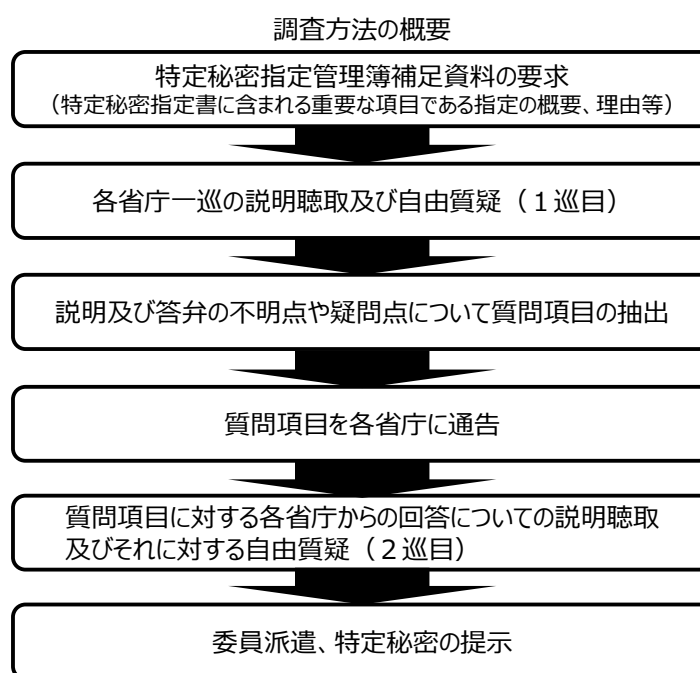 調査方法の概要
特定秘密指定管理簿補足資料の要求
（特定秘密指定書に含まれる重要な項目である指定の概要、理由等）
各省庁一巡の説明聴取及び自由質疑（１巡目）
説明及び答弁の不明点や疑問点について質問項目の抽出
質問項目を各省庁に通告
質問項目に対する各省庁からの回答についての説明聴取
及びそれに対する自由質疑（２巡目）
委員派遣、特定秘密の提示